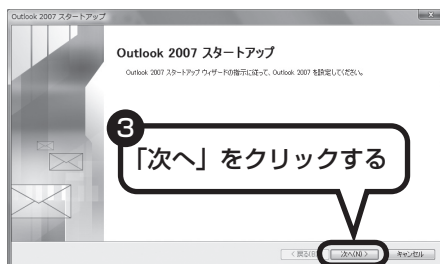 Outlook 2007 スタートアップ
Outlook 2007 スタートアップ
Outlook 2007 スタートアップ ウィザードの指示に従って、Outlook 2007 を設定してください。
3
「次へ」をクリックする
< 戻る(B) 次へ(N) > キャンセル